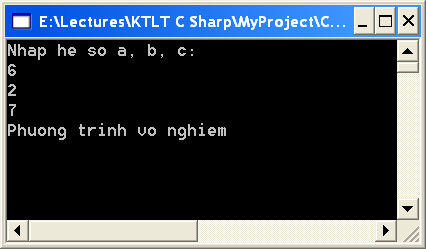 E:\Lectures\KTLT C Sharp\MyProject\C...
Nhap he so a, b, c:
6
2
7
Phuong trinh vo nghiem